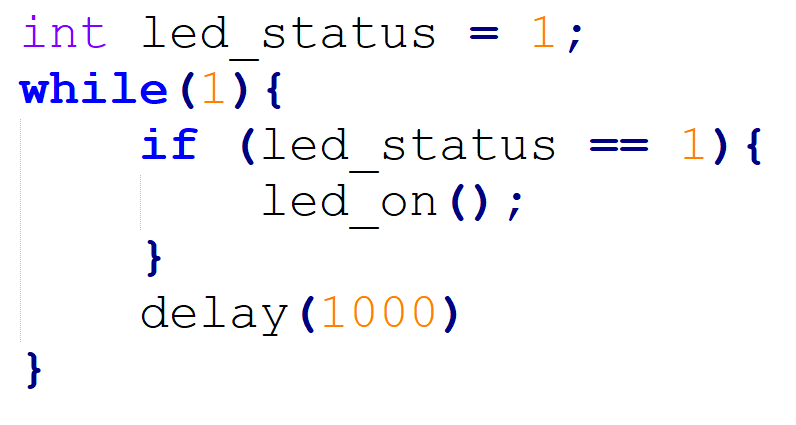 int led_status = 1;
while(1){
    if (led_status == 1){
        led_on();
    }
    delay(1000)
}